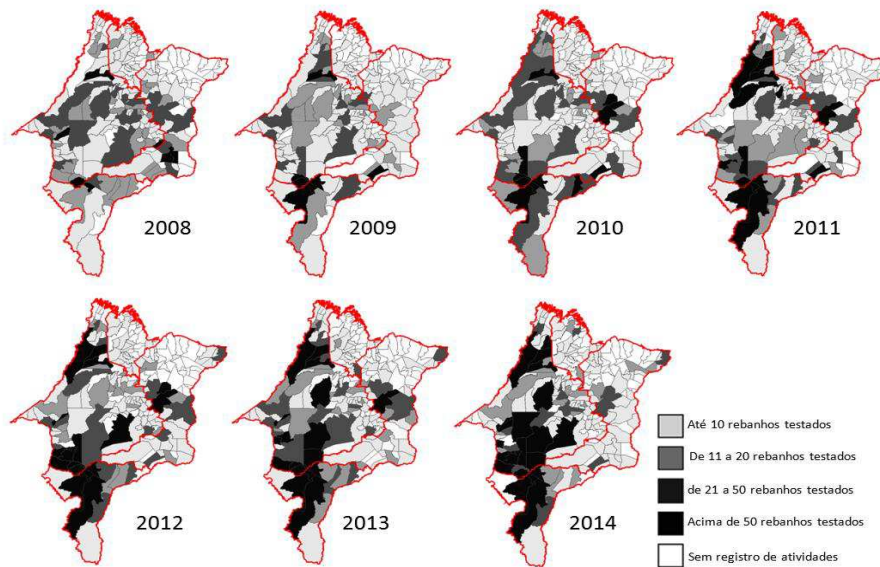 2008
2009
2010
2011
2012
2013
2014
Até 10 rebanhos testados
De 11 a 20 rebanhos testados
de 21 a 50 rebanhos testados
Acima de 50 rebanhos testados
Sem registro de atividades